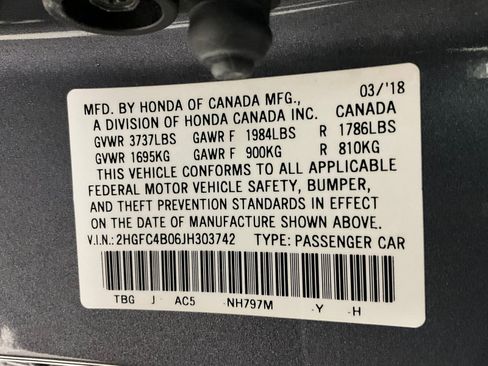 03/'18
MFD. BY HONDA OF CANADA MFG.,
A DIVISION OF HONDA CANADA INC. CANADA
GVWR 3737LBS GAWR F 1984LBS R 1786LBS
GVWR 1695KG GAWR F 900KG R 810KG
THIS VEHICLE CONFORMS TO ALL APPLICABLE
FEDERAL MOTOR VEHICLE SAFETY, BUMPER,
AND THEFT PREVENTION STANDARDS IN EFFECT
ON THE DATE OF MANUFACTURE SHOWN ABOVE.
V.I.N.: 2HGFC4B06JH303742 TYPE: PASSENGER CAR
TBG J AC5 NH797M Y H